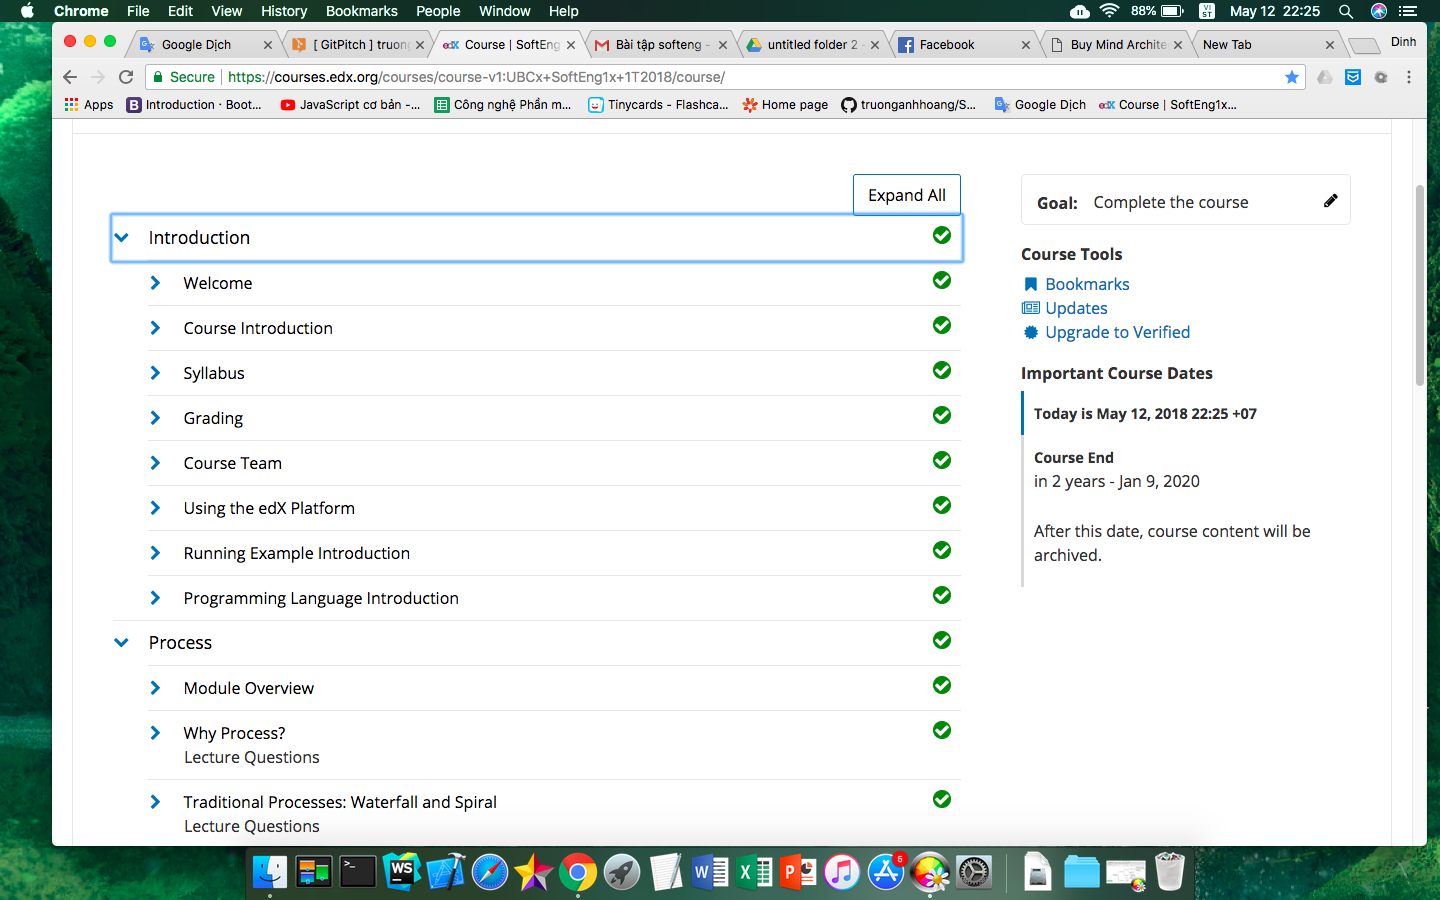 Chrome File Edit View History Bookmarks People Window Help
88% VI ST May 12 22:25
Google Dịch
[ GitPitch ] truong
edX Course | SoftEng
Bài tập softeng -
untitled folder 2 -
Facebook
Buy Mind Archite
New Tab
Dinh
Secure https://courses.edx.org/courses/course-v1:UBCx+SoftEng1x+1T2018/course/
Apps
Introduction · Boot...
JavaScript cơ bản -...
Công nghệ Phần m...
Tinycards - Flashca...
Home page
truonganhhoang/S...
Google Dịch
edX Course | SoftEng1x...
Expand All
Introduction
Welcome
Course Introduction
Syllabus
Grading
Course Team
Using the edX Platform
Running Example Introduction
Programming Language Introduction
Process
Module Overview
Why Process?
Lecture Questions
Traditional Processes: Waterfall and Spiral
Lecture Questions
Goal: Complete the course
Course Tools
Bookmarks
Updates
Upgrade to Verified
Important Course Dates
Today is May 12, 2018 22:25 +07
Course End
in 2 years - Jan 9, 2020
After this date, course content will be
archived.
WS
W
X
P
5